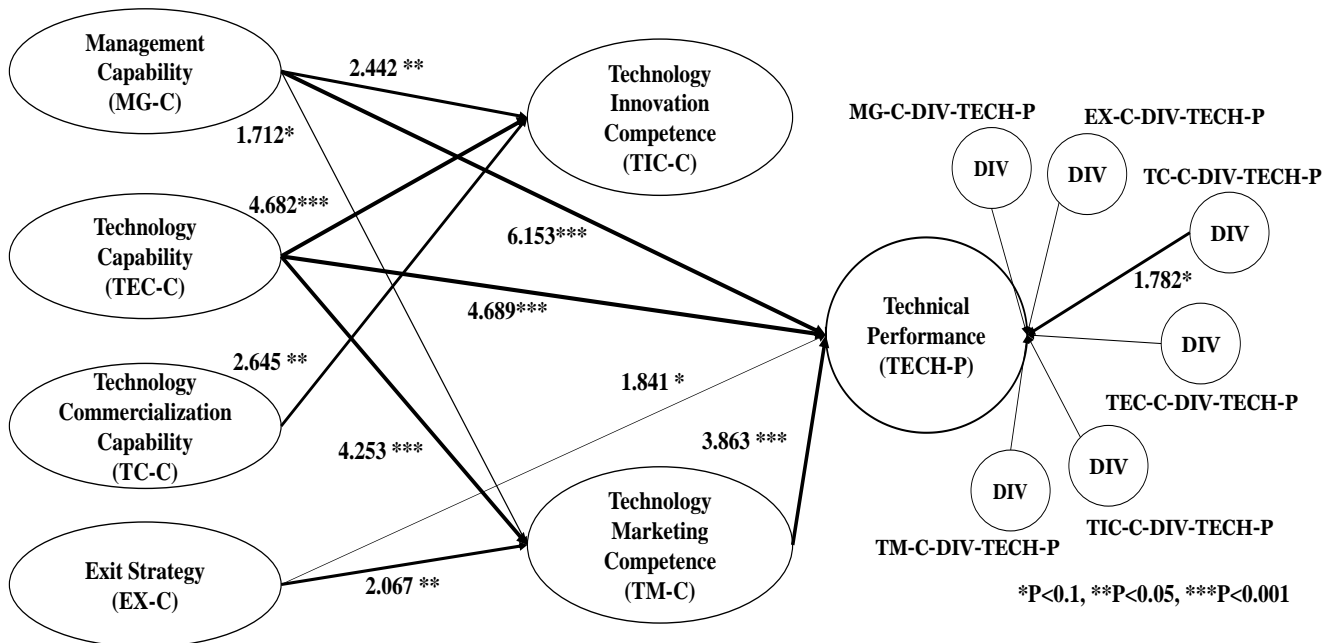 Management
Capability
(MG-C)
2.442 **
1.712*
Technology
Innovation
Competence
(TIC-C)
Technology
Capability
(TEC-C)
4.682***
6.153***
4.689***
Technology
Commercialization
Capability
(TC-C)
2.645 **
4.253 ***
1.841 *
3.863 ***
Exit Strategy
(EX-C)
2.067 **
Technology
Marketing
Competence
(TM-C)
Technical
Performance
(TECH-P)
MG-C-DIV-TECH-P
DIV
EX-C-DIV-TECH-P
DIV
TC-C-DIV-TECH-P
DIV
1.782*
DIV
TEC-C-DIV-TECH-P
DIV
TIC-C-DIV-TECH-P
DIV
TM-C-DIV-TECH-P
*P<0.1, **P<0.05, ***P<0.001